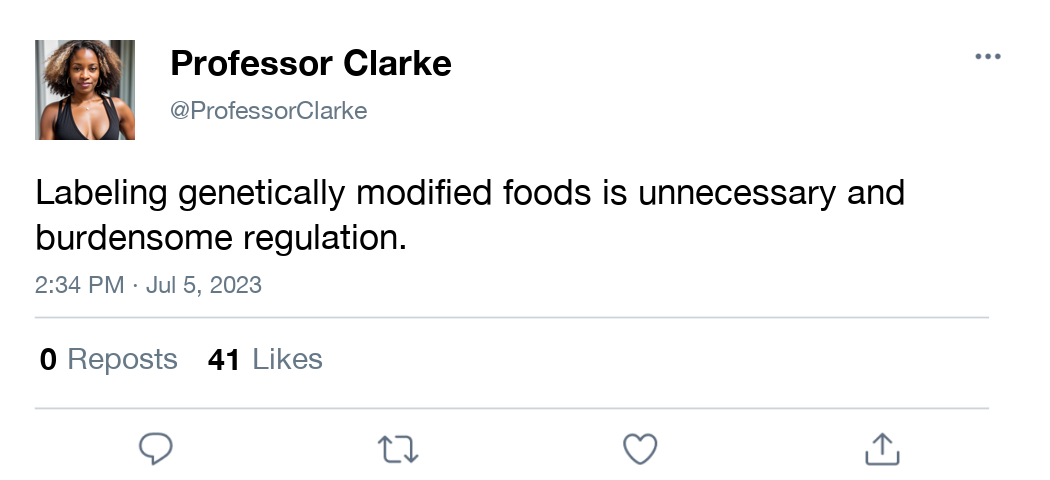 Professor Clarke
@ProfessorClarke
Labeling genetically modified foods is unnecessary and
burdensome regulation.
2:34 PM · Jul 5, 2023
0 Reposts 41 Likes